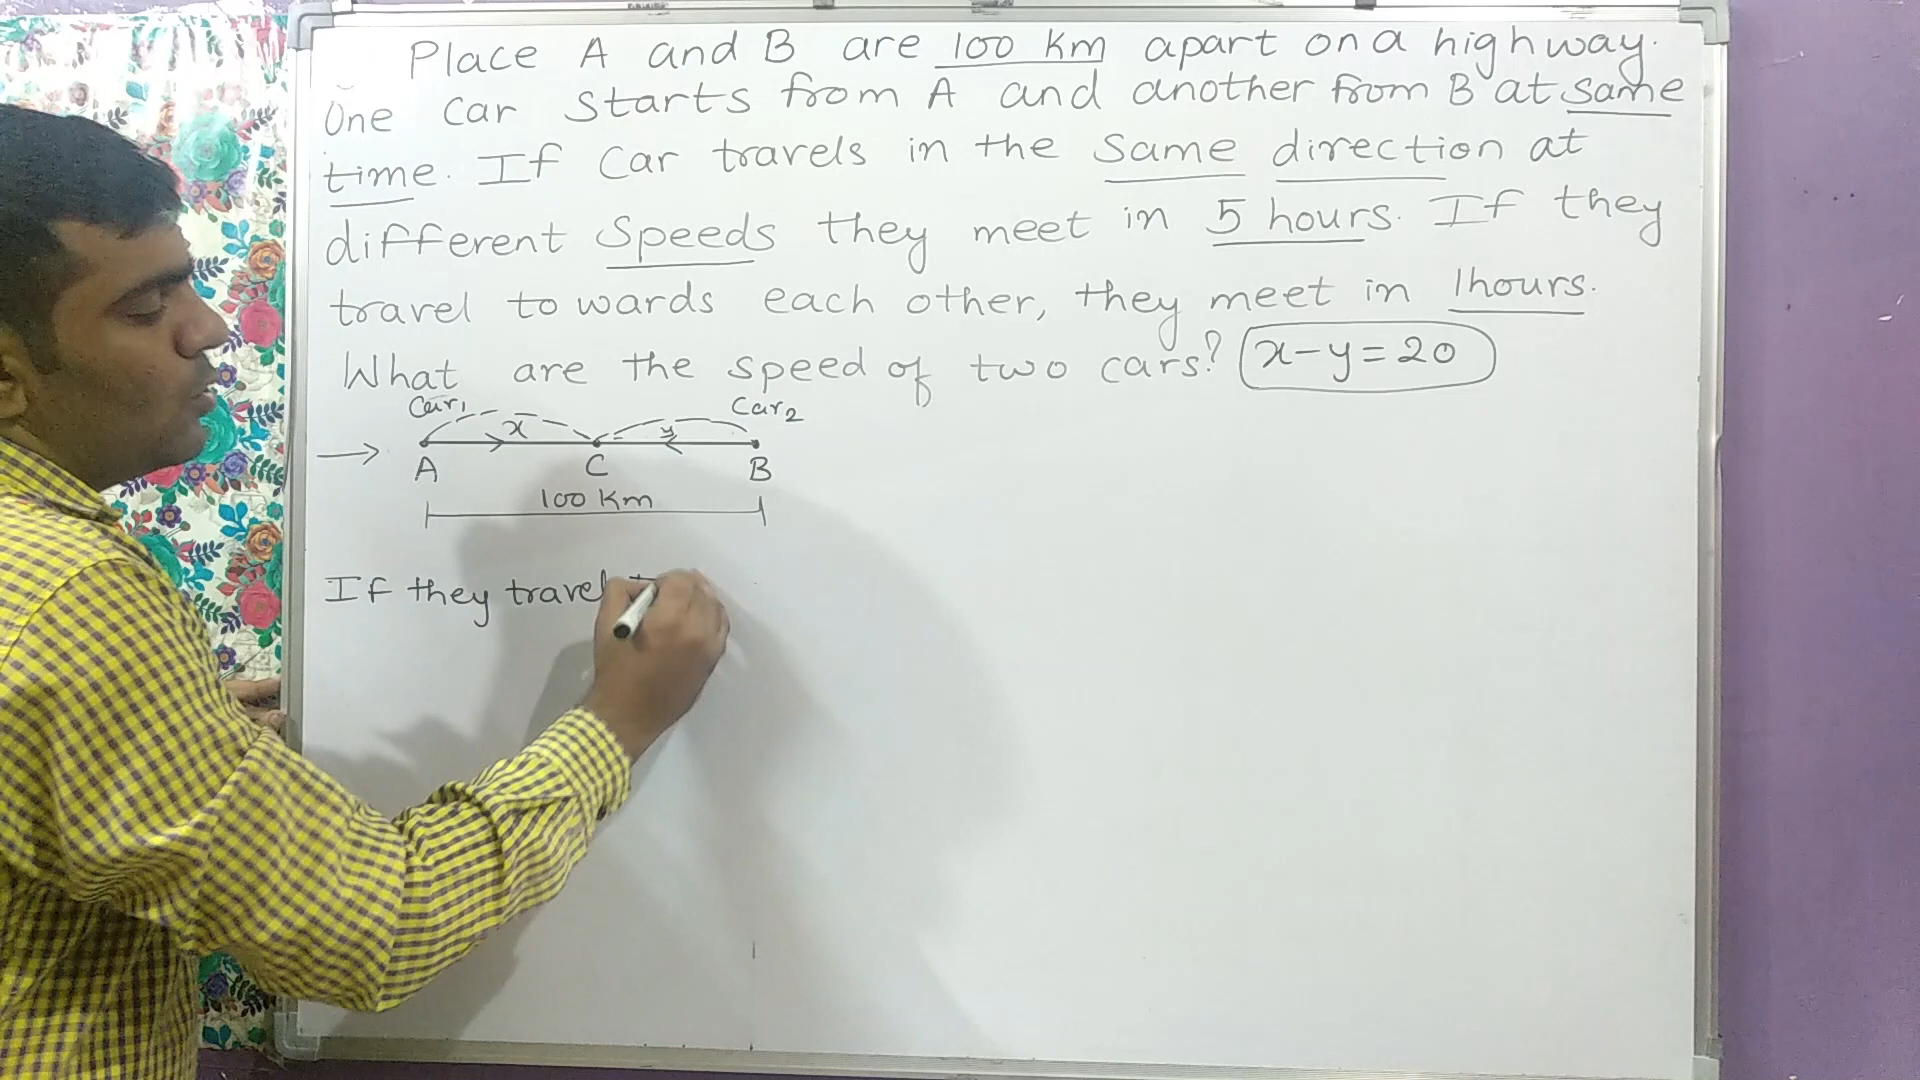 Place A and B are 100 Km apart on a highway.
One car starts from A and another from B at same
time. If Car travels in the same direction at
different Speeds they meet in 5 hours. If they
travel towards each other, they meet in 1hours.
What are the speed of two cars? x-y=20
Car1 Car2
x y
A C B
100 Km
If they travel